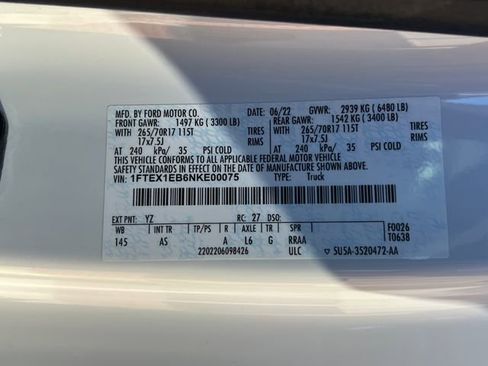 MFD. BY FORD MOTOR CO. 06/22 GVWR: 2939 KG ( 6480 LB)
FRONT GAWR: 1497 KG (3300 LB) REAR GAWR: 1542 KG (3400 LB)
WITH 265/70R17 115T TIRES WITH 265/70R17 115T TIRES
17x7.5J RIMS 17x7.5J RIMS
AT 240 kPa/ 35 PSI COLD AT 240 kPa/ 35 PSI COLD
THIS VEHICLE CONFORMS TO ALL APPLICABLE FEDERAL MOTOR VEHICLE
SAFETY STANDARDS IN EFFECT ON THE DATE OF MANUFACTURE SHOWN ABOVE.
VIN: 1FTEX1EB6NKE00075 TYPE: Truck
EXT PNT: YZ RC: 27 DSO: F0026
WB INT TR TP/PS R AXLE TR SPR T0638
145 AS A L6 G RRAA
2202206098426 ULC ▽ 5U5A-3520472-AA